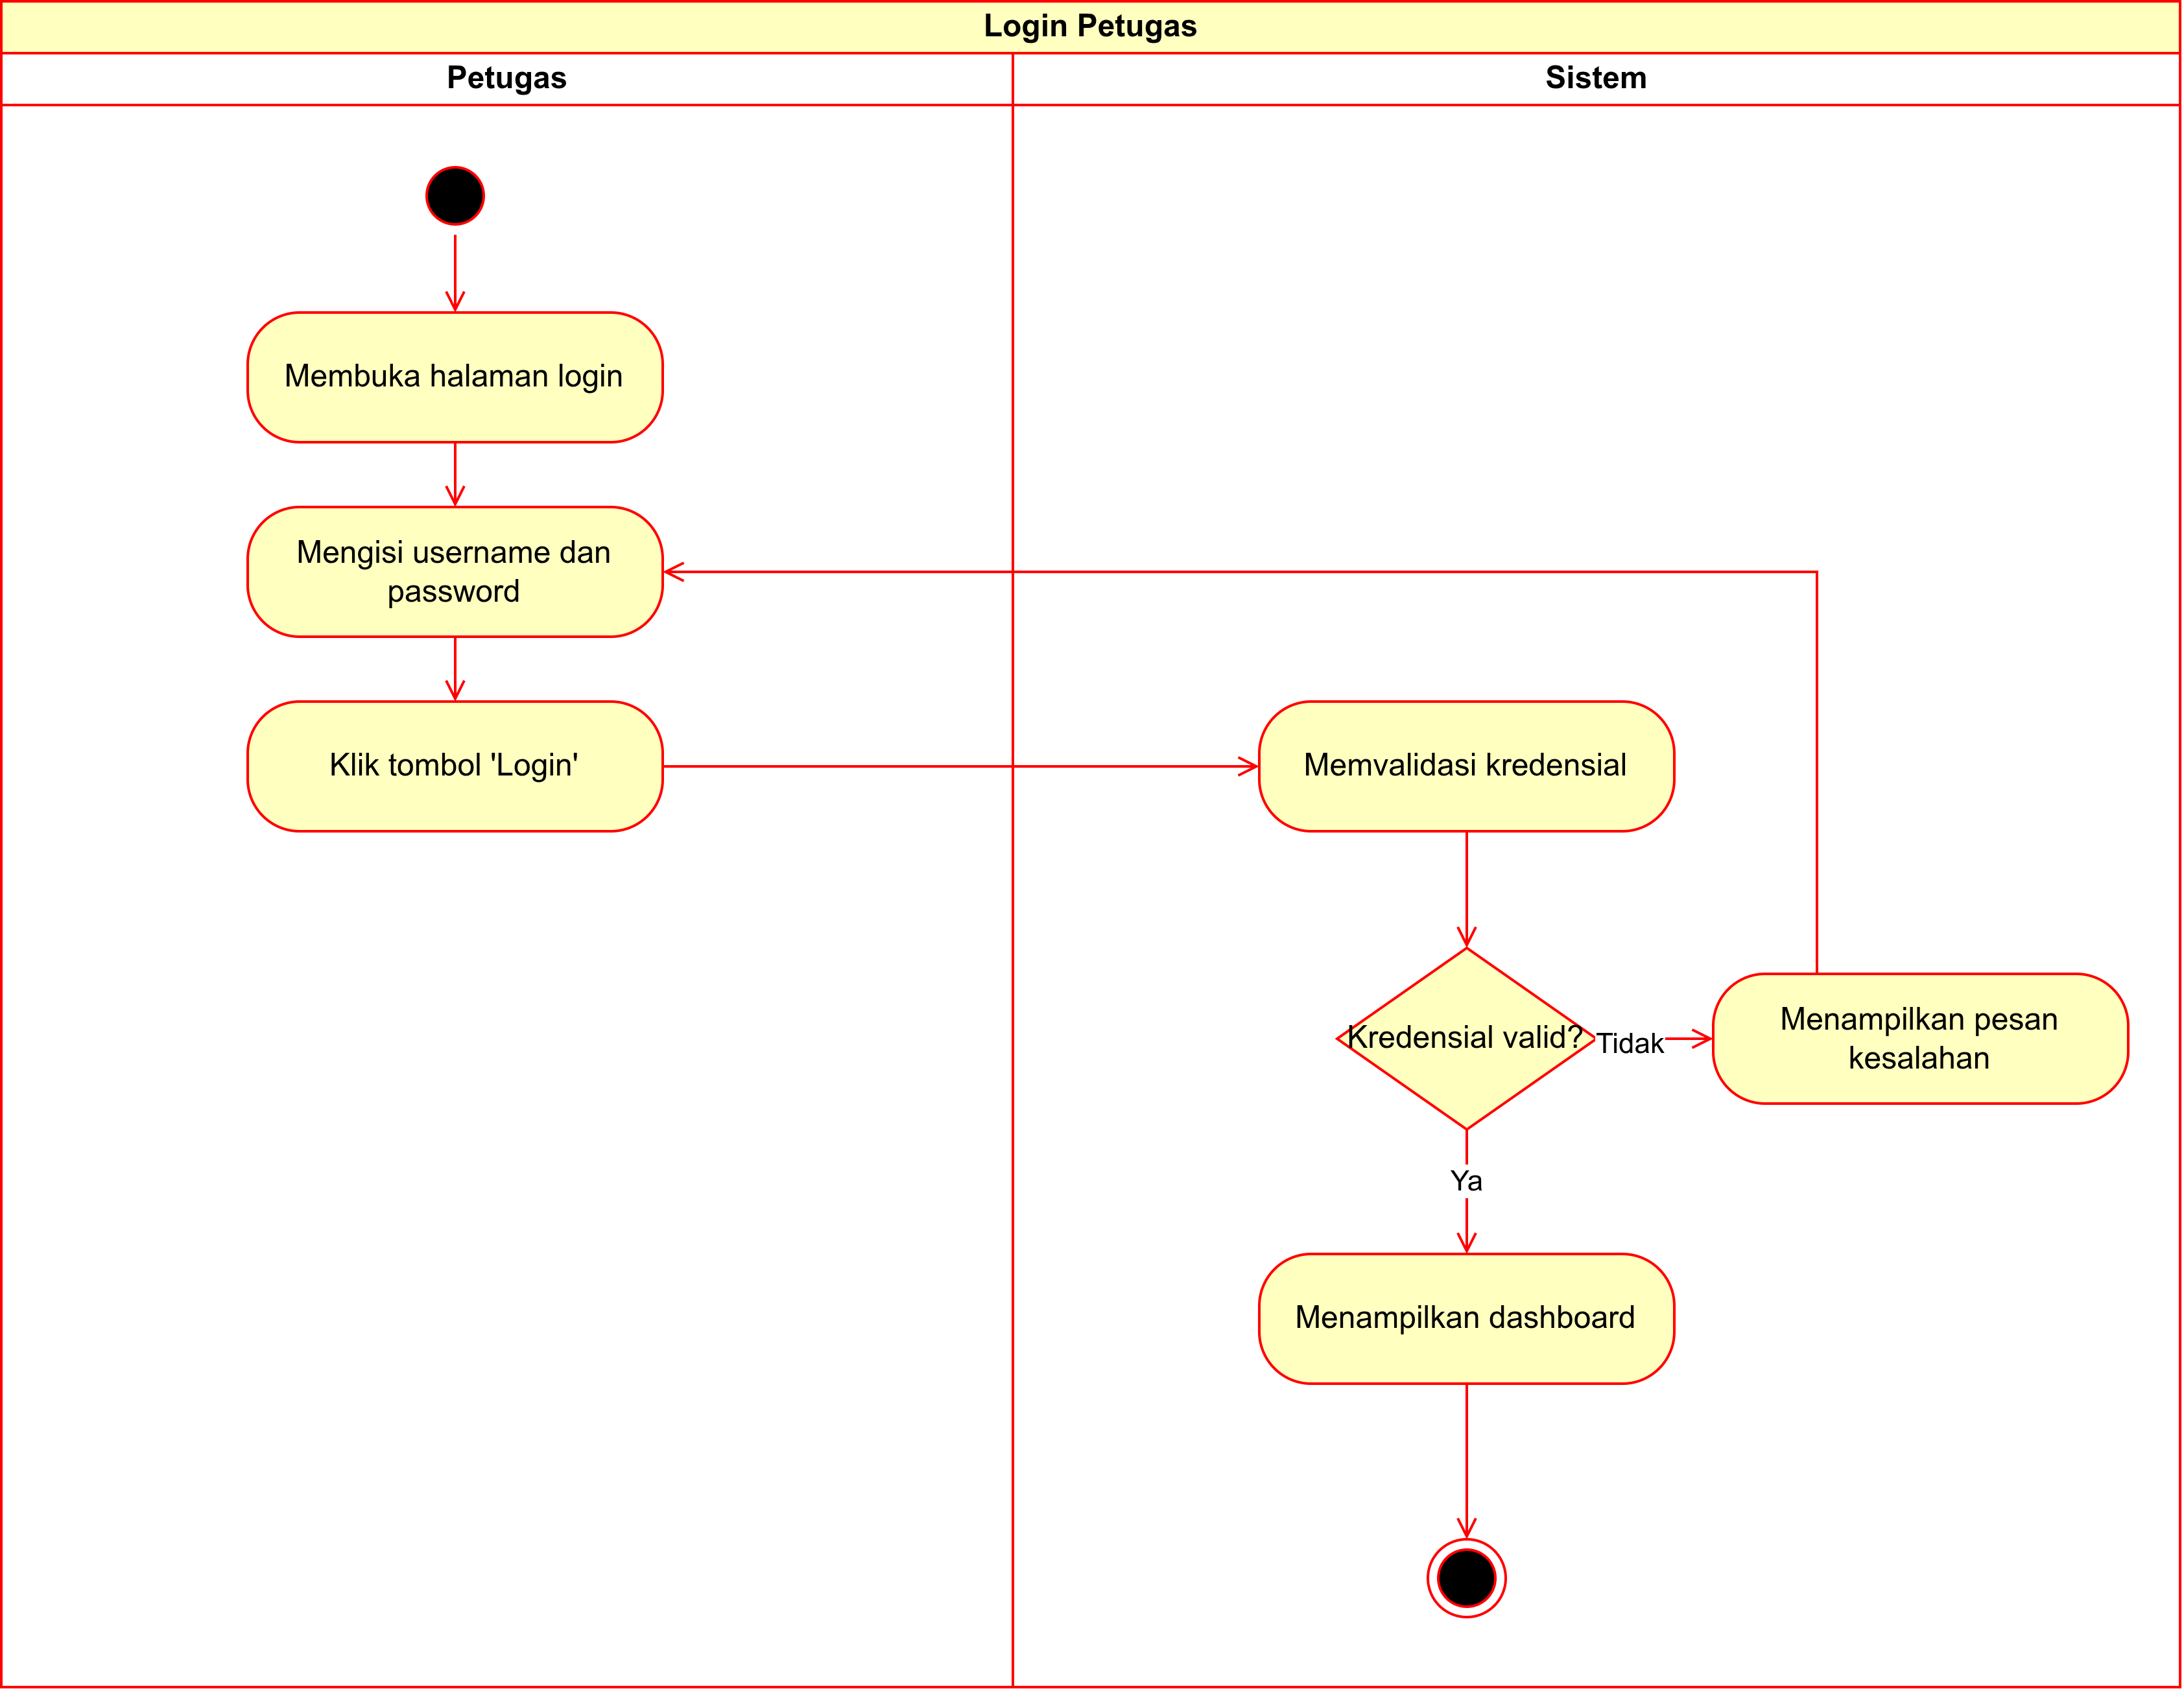 Login Petugas
Petugas
Sistem
Membuka halaman login
Mengisi username dan
password
Klik tombol 'Login'
Memvalidasi kredensial
Kredensial valid?
Tidak
Menampilkan pesan
kesalahan
Ya
Menampilkan dashboard